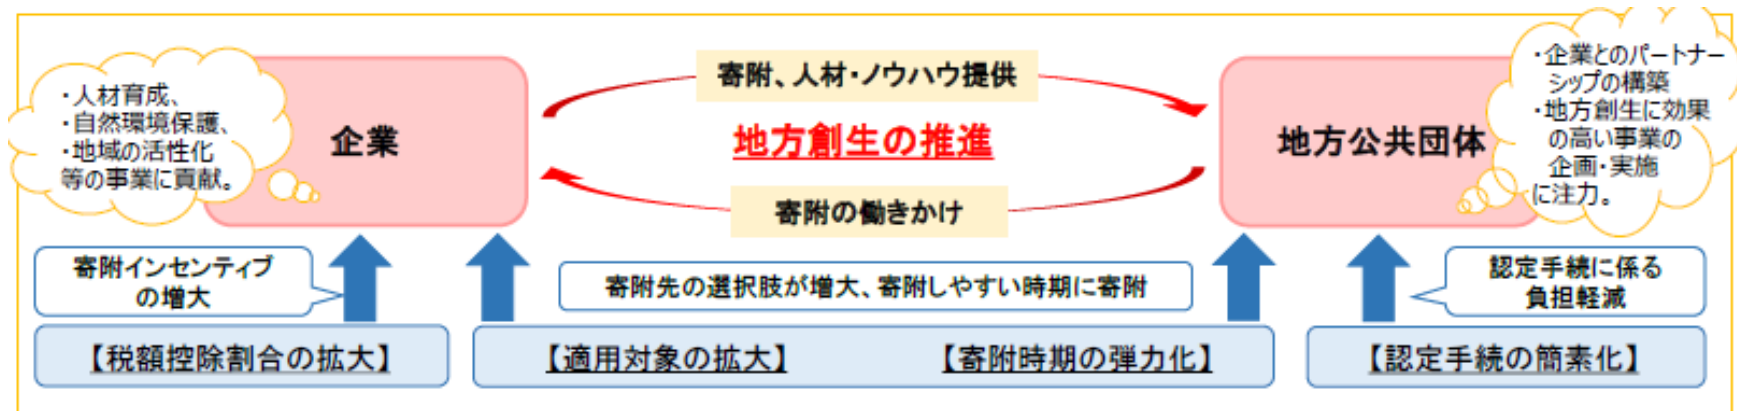 ・人材育成、
・自然環境保護、
・地域の活性化
等の事業に貢献。
企業
寄附、人材・ノウハウ提供
地方創生の推進
寄附の働きかけ
地方公共団体
・企業とのパートナー
シップの構築
・地方創生に効果
の高い事業の
企画・実施
に注力。
寄附インセンティブ
の増大
寄附先の選択肢が増大、寄附しやすい時期に寄附
認定手続に係る
負担軽減
【税額控除割合の拡大】
【適用対象の拡大】
【寄附時期の弾力化】
【認定手続の簡素化】